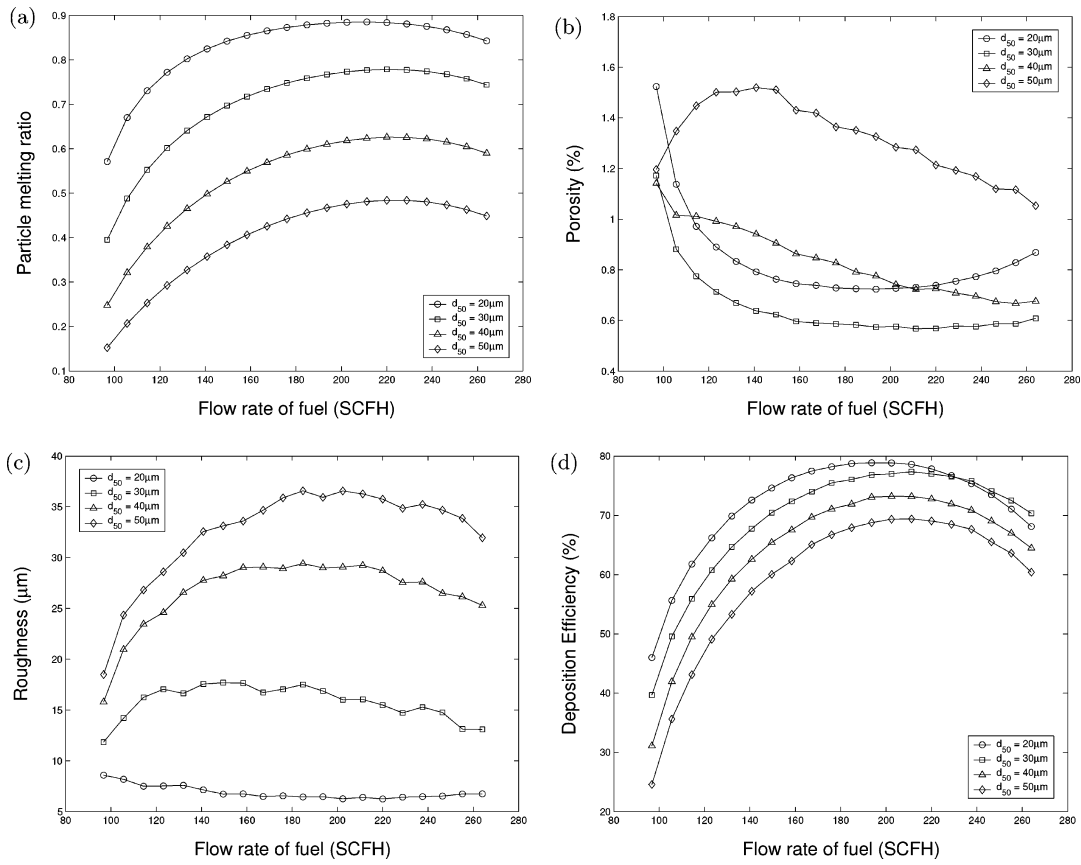 (a)
0.9
0.8
0.7
0.6
0.5
0.4
0.3
0.2
0.1
Particle melting ratio
d50 = 20μm
d50 = 30μm
d50 = 40μm
d50 = 50μm
80 100 120 140 160 180 200 220 240 260 280
Flow rate of fuel (SCFH)
(b)
1.8
1.6
1.4
1.2
1
0.8
0.6
0.4
Porosity (%)
d50 = 20μm
d50 = 30μm
d50 = 40μm
d50 = 50μm
80 100 120 140 160 180 200 220 240 260 280
Flow rate of fuel (SCFH)
(c)
40
35
30
25
20
15
10
5
Roughness (μm)
d50 = 20μm
d50 = 30μm
d50 = 40μm
d50 = 50μm
60 80 100 120 140 160 180 200 220 240 260 280
Flow rate of fuel (SCFH)
(d)
80
70
60
50
40
30
20
Deposition Efficiency (%)
d50 = 20μm
d50 = 30μm
d50 = 40μm
d50 = 50μm
80 100 120 140 160 180 200 220 240 260 280
Flow rate of fuel (SCFH)